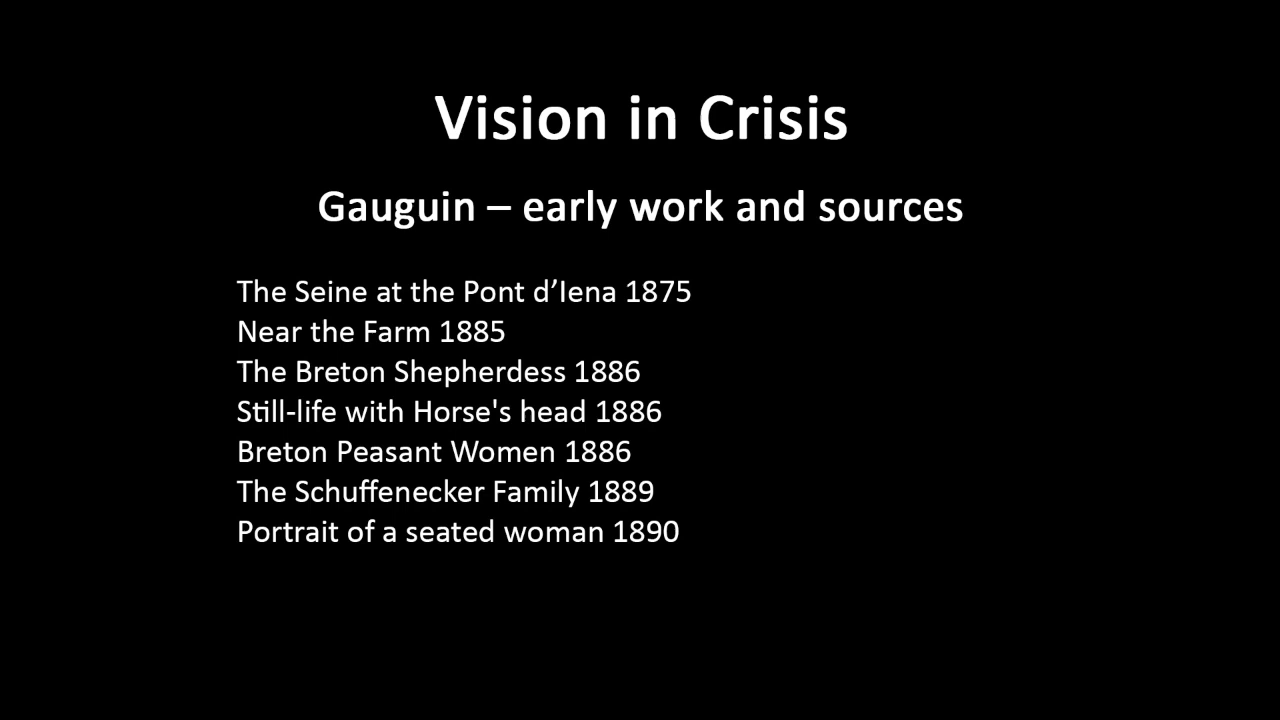 Vision in Crisis
Gauguin – early work and sources
The Seine at the Pont d’Iena 1875
Near the Farm 1885
The Breton Shepherdess 1886
Still-life with Horse's head 1886
Breton Peasant Women 1886
The Schuffenecker Family 1889
Portrait of a seated woman 1890